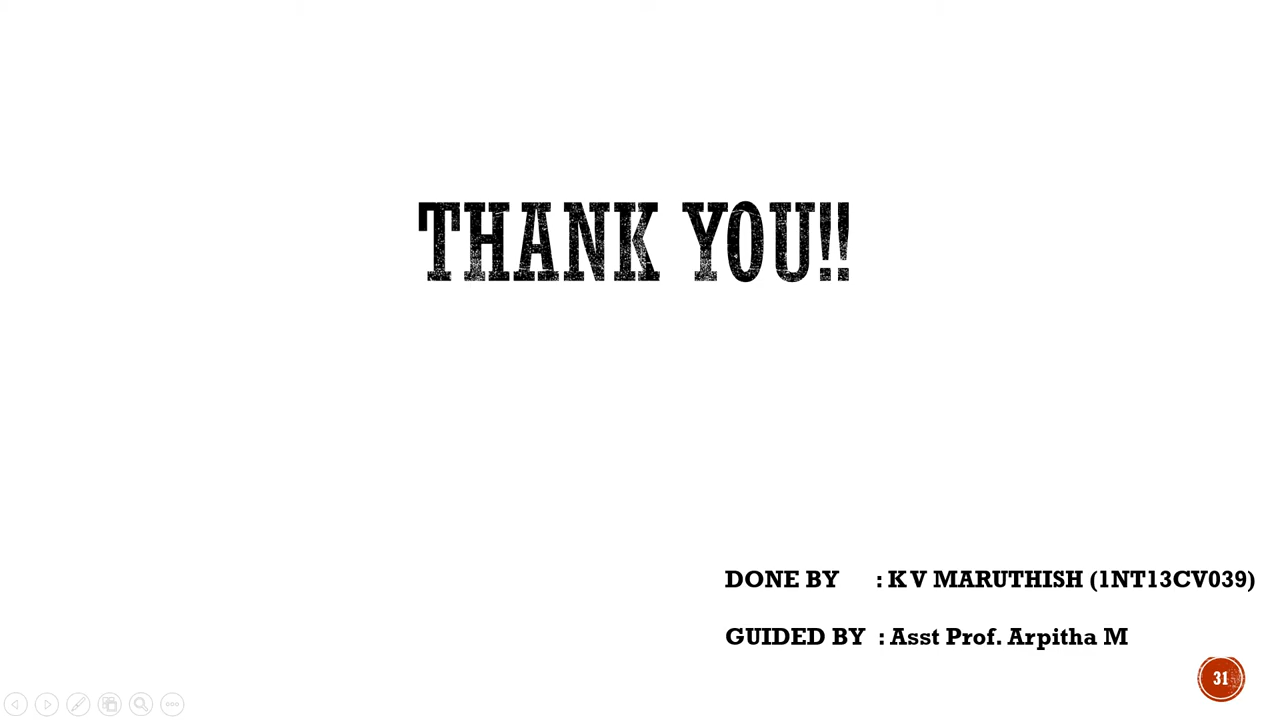 THANK YOU!!
DONE BY : K V MARUTHISH (1NT13CV039)
GUIDED BY : Asst Prof. Arpitha M
31